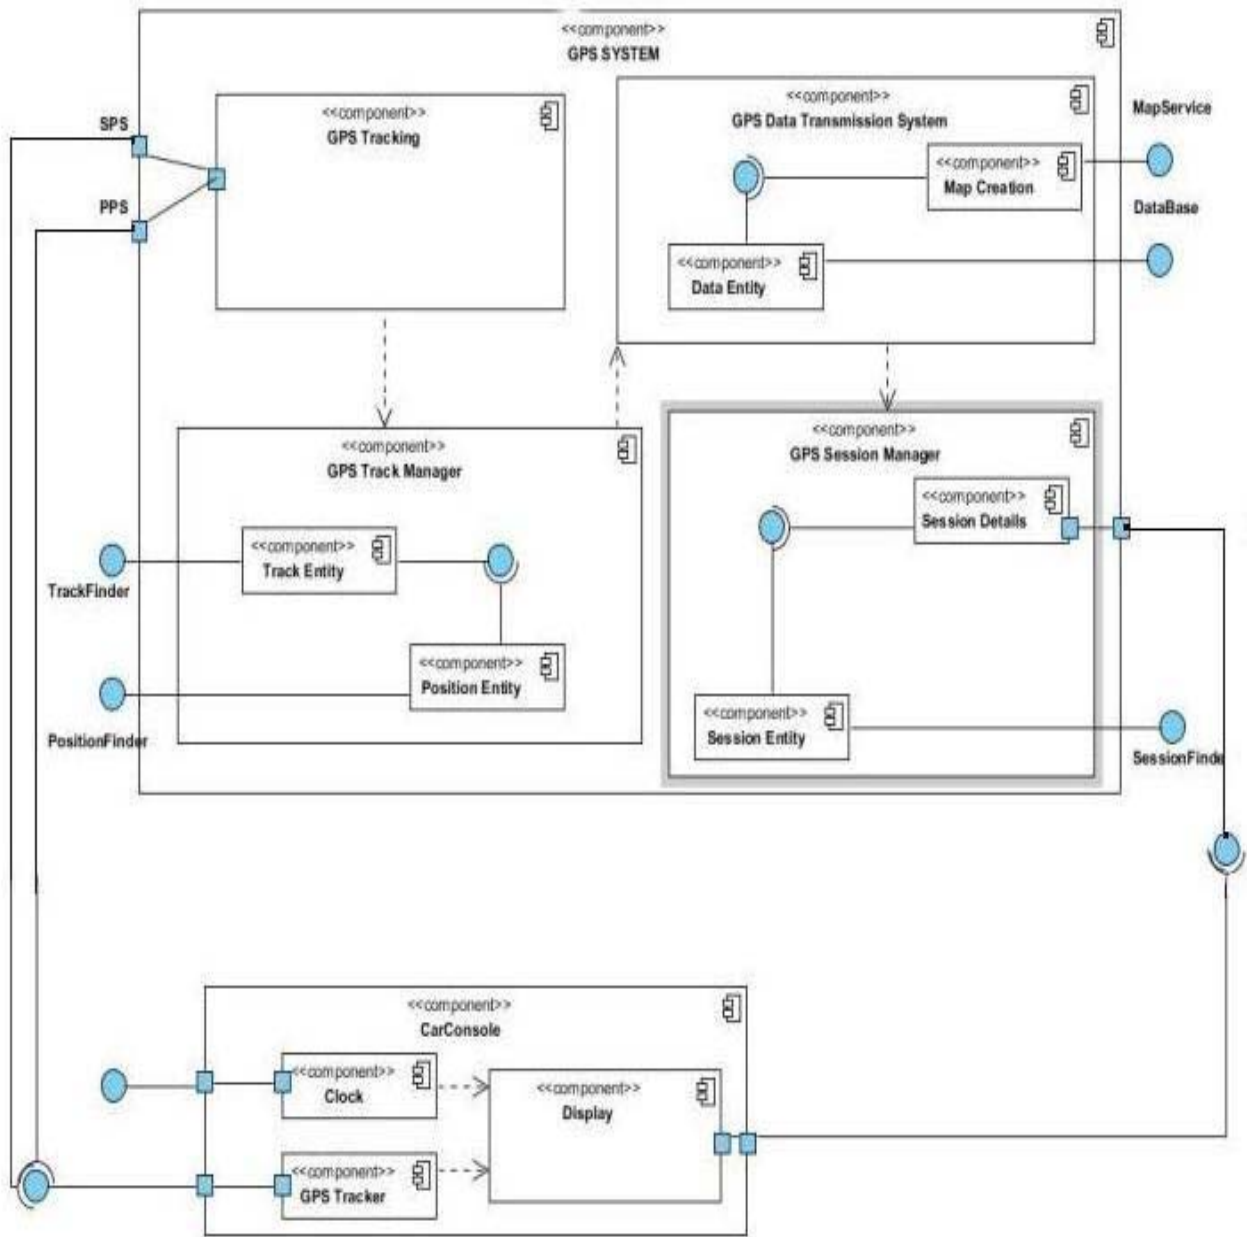 <<component>>
GPS SYSTEM
<<component>>
GPS Tracking
<<component>>
GPS Data Transmission System
MapService
SPS
<<component>>
Map Creation
PPS
DataBase
<<component>>
Data Entity
<<component>>
GPS Track Manager
<<component>>
GPS Session Manager
<<component>>
Session Details
<<component>>
Track Entity
TrackFinder
<<component>>
Position Entity
PositionFinder
<<component>>
Session Entity
SessionFinde
<<component>>
CarConsole
<<component>>
Clock
<<component>>
Display
<<component>>
GPS Tracker